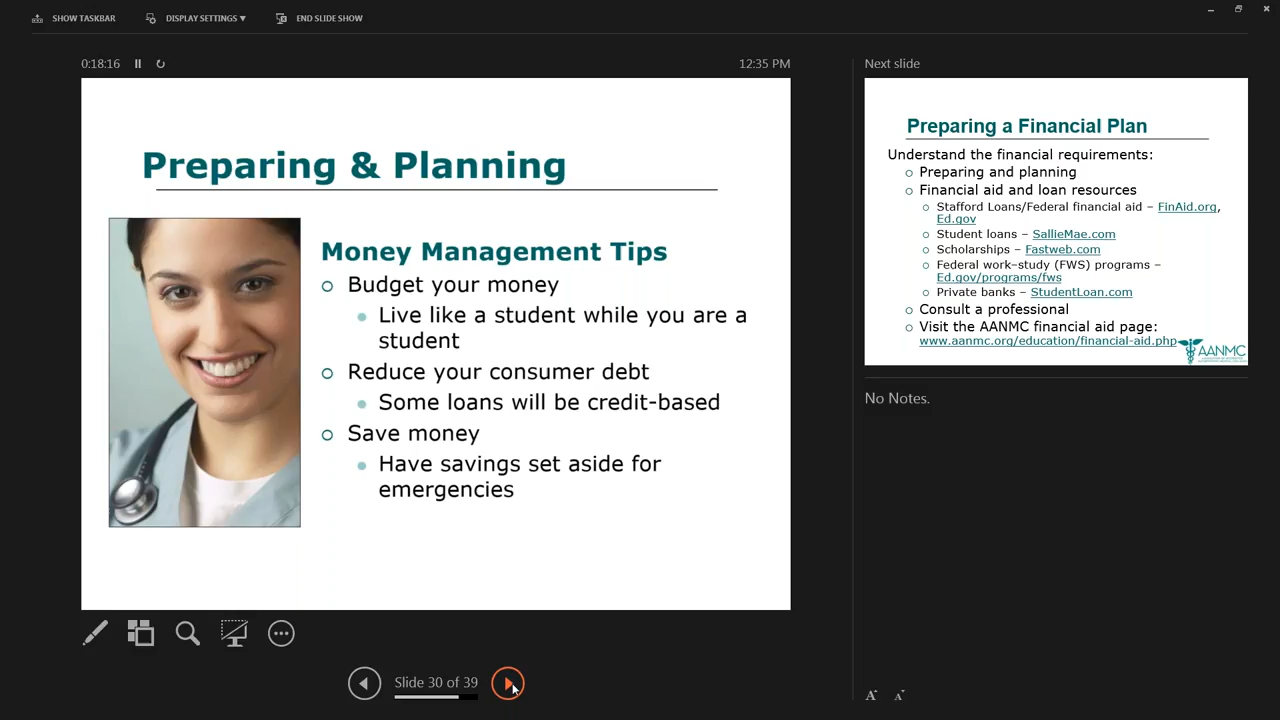 SHOW TASKBAR
DISPLAY SETTINGS ▼
END SLIDE SHOW
0:18:16
12:35 PM
Preparing & Planning
Money Management Tips
Budget your money
Live like a student while you are a
student
Reduce your consumer debt
Some loans will be credit-based
Save money
Have savings set aside for
emergencies
Slide 30 of 39
Next slide
Preparing a Financial Plan
Understand the financial requirements:
Preparing and planning
Financial aid and loan resources
Stafford Loans/Federal financial aid – FinAid.org,
Ed.gov
Student loans – SallieMae.com
Scholarships – Fastweb.com
Federal work–study (FWS) programs –
Ed.gov/programs/fws
Private banks – StudentLoan.com
Consult a professional
Visit the AANMC financial aid page:
www.aanmc.org/education/financial-aid.php
AANMC
No Notes.
A
A